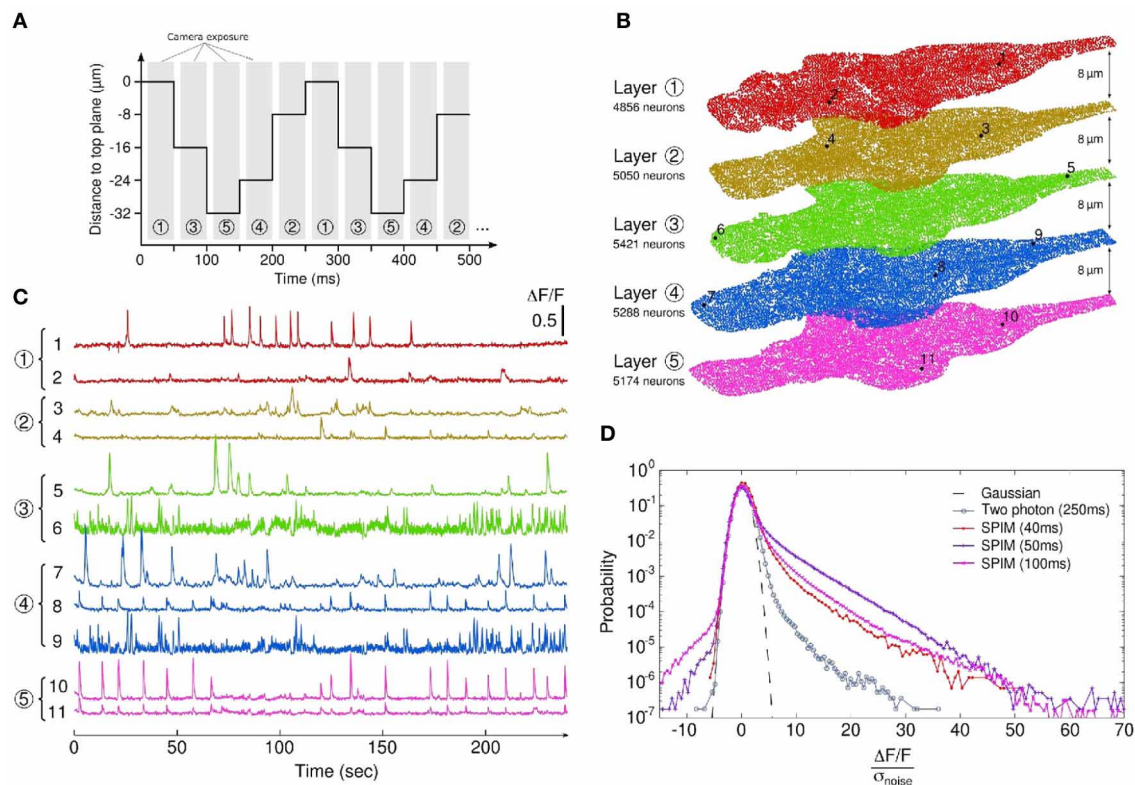 A
Camera exposure
Distance to top plane (μm)
0
-8
-16
-24
-32
① ③ ⑤ ④ ② ① ③ ⑤ ④ ② ...
0 100 200 300 400 500
Time (ms)
B
Layer ①
4856 neurons
Layer ②
5050 neurons
Layer ③
5421 neurons
Layer ④
5288 neurons
Layer ⑤
5174 neurons
1
2
3
4
5
6
7
8
9
10
11
8 μm
8 μm
8 μm
8 μm
C
ΔF/F
0.5
① 1
2
② 3
4
③ 5
6
④ 7
8
9
⑤ 10
11
0 50 100 150 200
Time (sec)
D
Probability
10^0
10^-1
10^-2
10^-3
10^-4
10^-5
10^-6
10^-7
Gaussian
Two photon (250ms)
SPIM (40ms)
SPIM (50ms)
SPIM (100ms)
-10 0 10 20 30 40 50 60 70
ΔF/F
σnoise